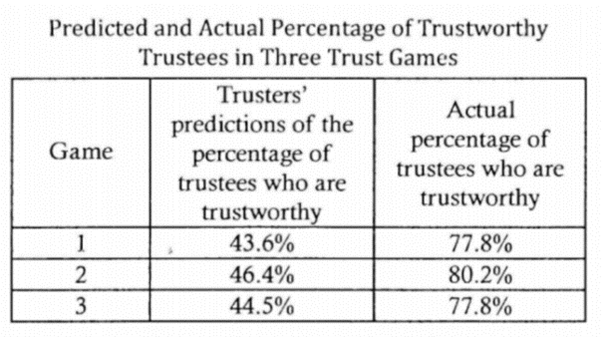 Predicted and Actual Percentage of Trustworthy
Trustees in Three Trust Games
Game
Trusters'
predictions of the
percentage of
trustees who are
trustworthy
Actual
percentage of
trustees who are
trustworthy
1 43.6% 77.8%
2 46.4% 80.2%
3 44.5% 77.8%